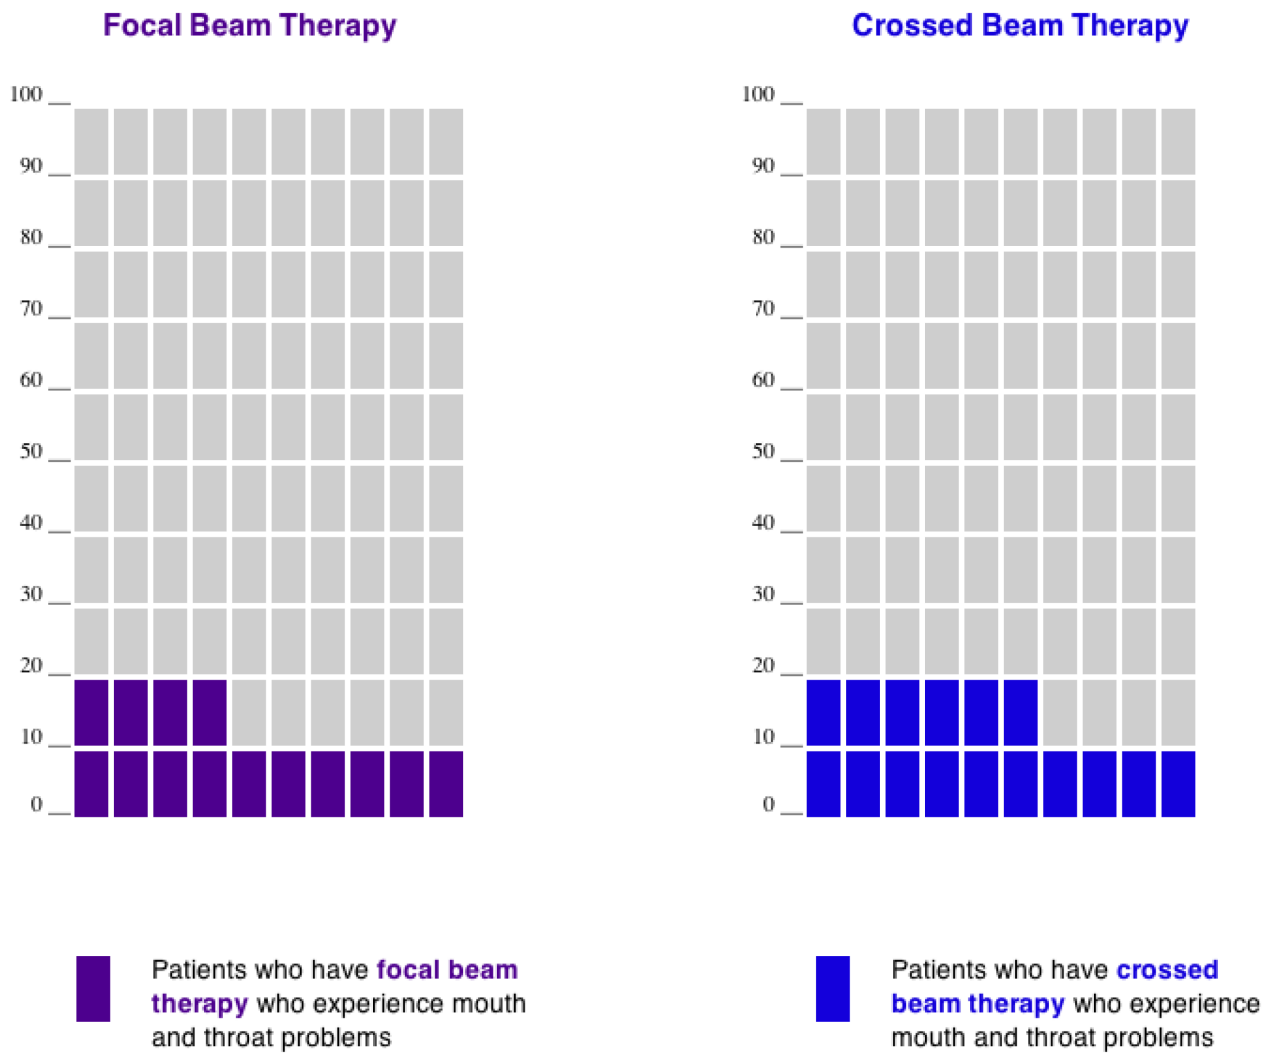 Focal Beam Therapy
Crossed Beam Therapy
100
90
80
70
60
50
40
30
20
10
0
100
90
80
70
60
50
40
30
20
10
0
Patients who have focal beam
therapy who experience mouth
and throat problems
Patients who have crossed
beam therapy who experience
mouth and throat problems